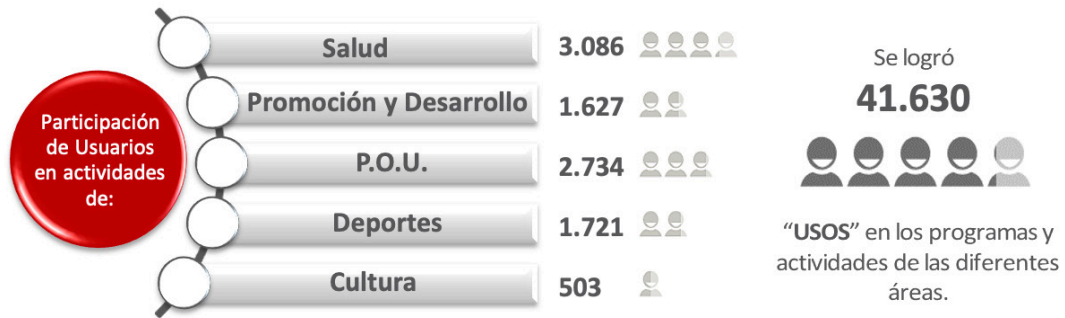 Participación
de Usuarios
en actividades
de:
Salud 3.086
Promoción y Desarrollo 1.627
P.O.U. 2.734
Deportes 1.721
Cultura 503
Se logró
41.630
“USOS” en los programas y
actividades de las diferentes
áreas.